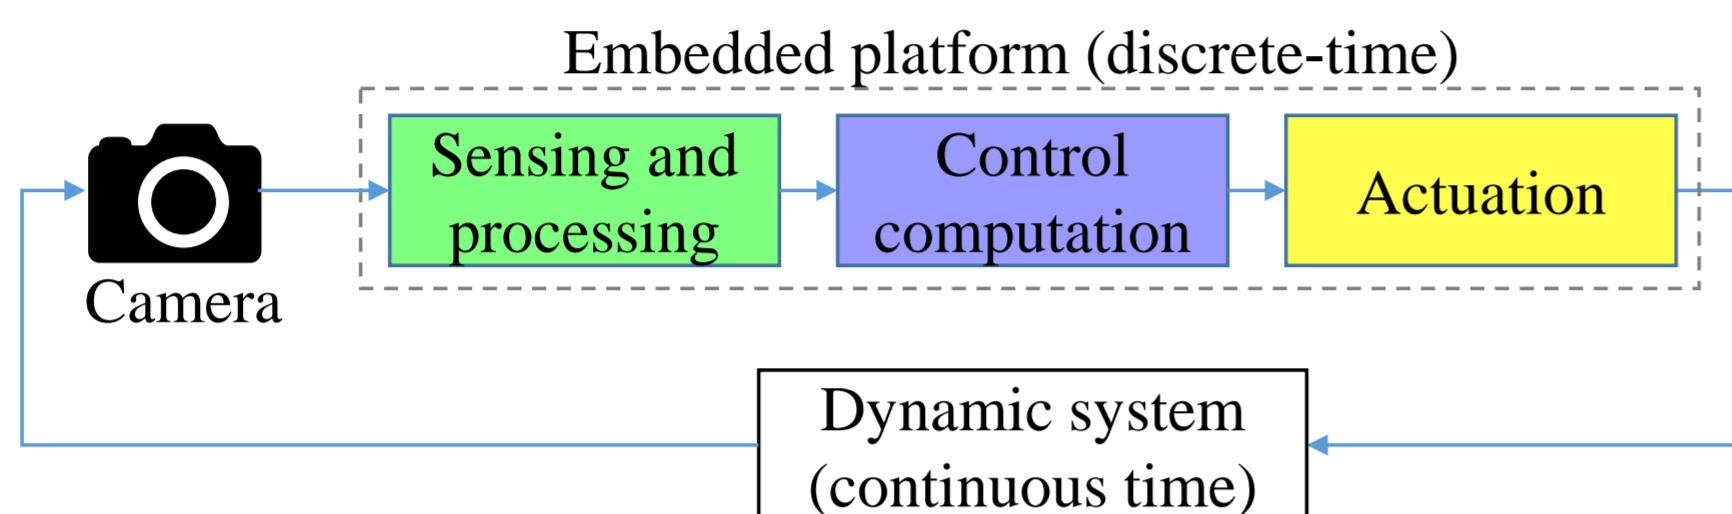 Embedded platform (discrete-time)
Sensing and
processing
Control
computation
Actuation
Camera
Dynamic system
(continuous time)